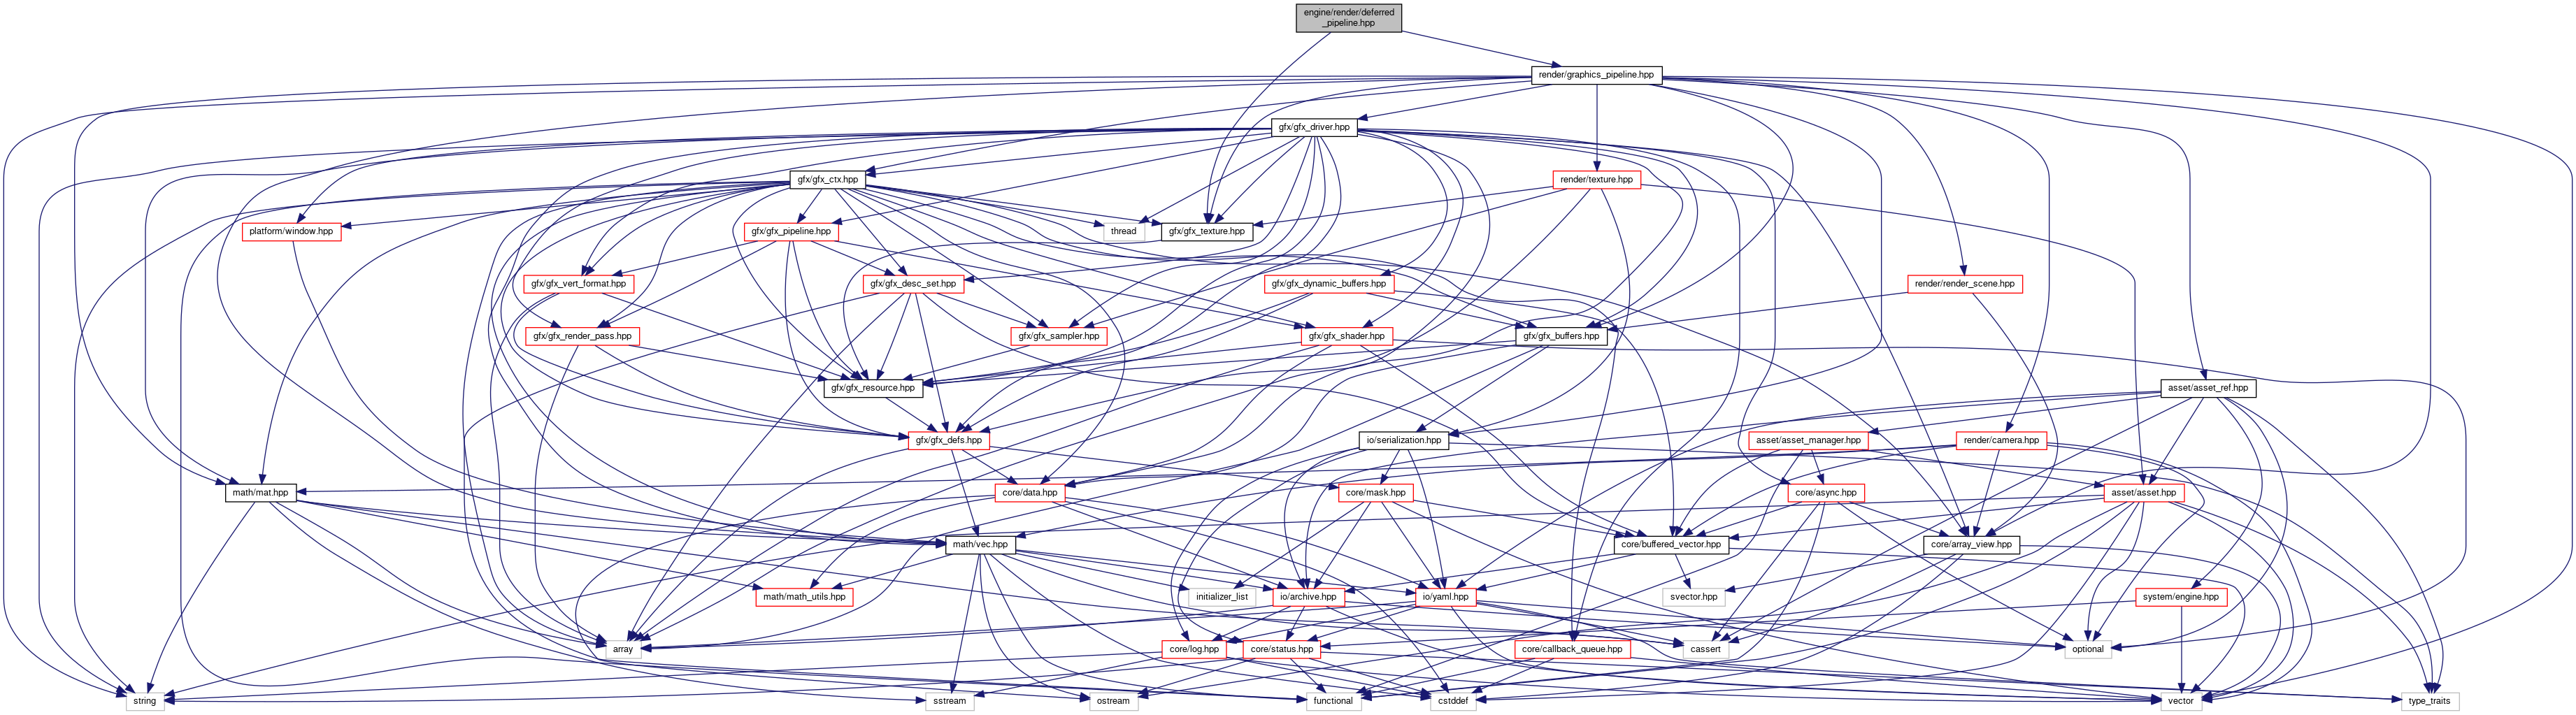 engine/render/deferred
_pipeline.hpp
render/graphics_pipeline.hpp
gfx/gfx_driver.hpp
gfx/gfx_ctx.hpp
render/texture.hpp
platform/window.hpp
gfx/gfx_pipeline.hpp
thread
gfx/gfx_texture.hpp
gfx/gfx_vert_format.hpp
gfx/gfx_desc_set.hpp
gfx/gfx_dynamic_buffers.hpp
render/render_scene.hpp
gfx/gfx_render_pass.hpp
gfx/gfx_sampler.hpp
gfx/gfx_shader.hpp
gfx/gfx_buffers.hpp
gfx/gfx_resource.hpp
asset/asset_ref.hpp
gfx/gfx_defs.hpp
io/serialization.hpp
asset/asset_manager.hpp
render/camera.hpp
math/mat.hpp
core/data.hpp
core/mask.hpp
core/async.hpp
asset/asset.hpp
math/vec.hpp
core/buffered_vector.hpp
core/array_view.hpp
math/math_utils.hpp
initializer_list
io/archive.hpp
io/yaml.hpp
svector.hpp
system/engine.hpp
array
core/log.hpp
core/status.hpp
core/callback_queue.hpp
cassert
optional
string
sstream
ostream
functional
cstddef
vector
type_traits